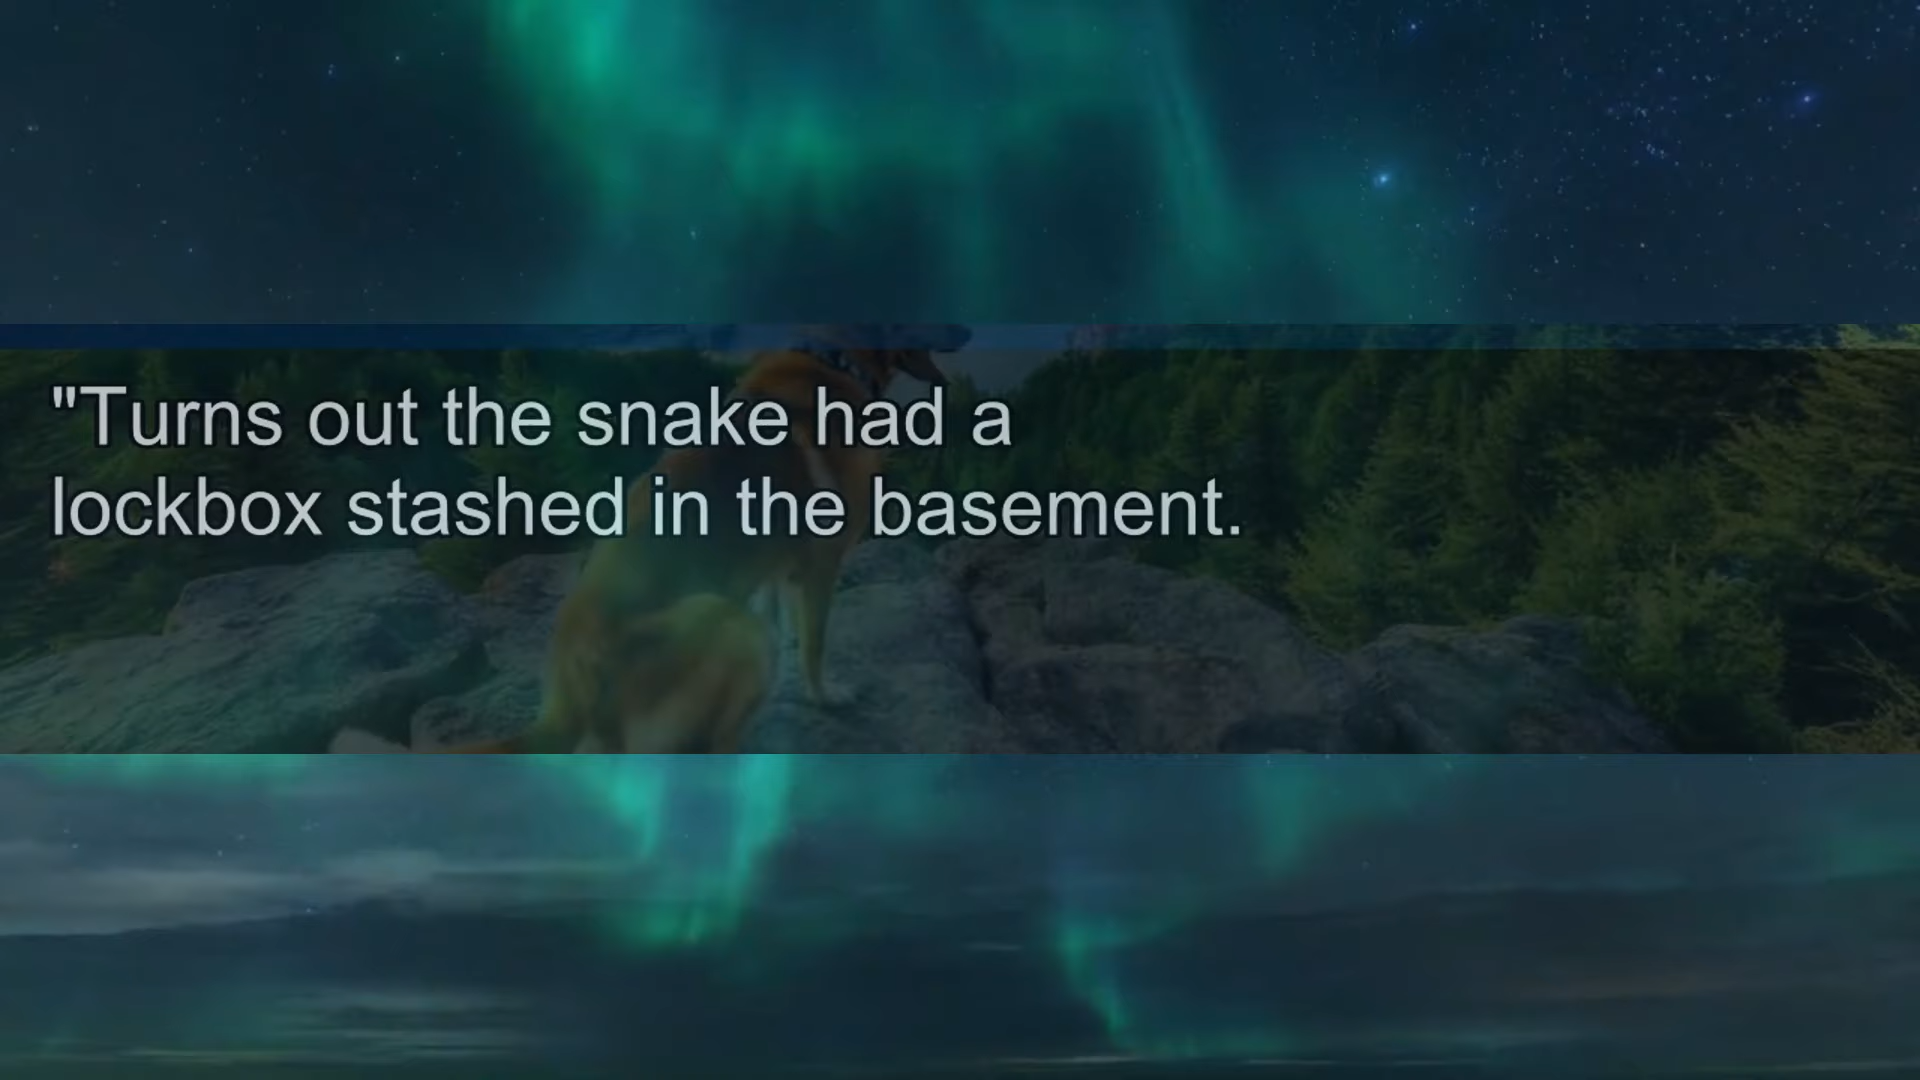 "Turns out the snake had a
lockbox stashed in the basement.